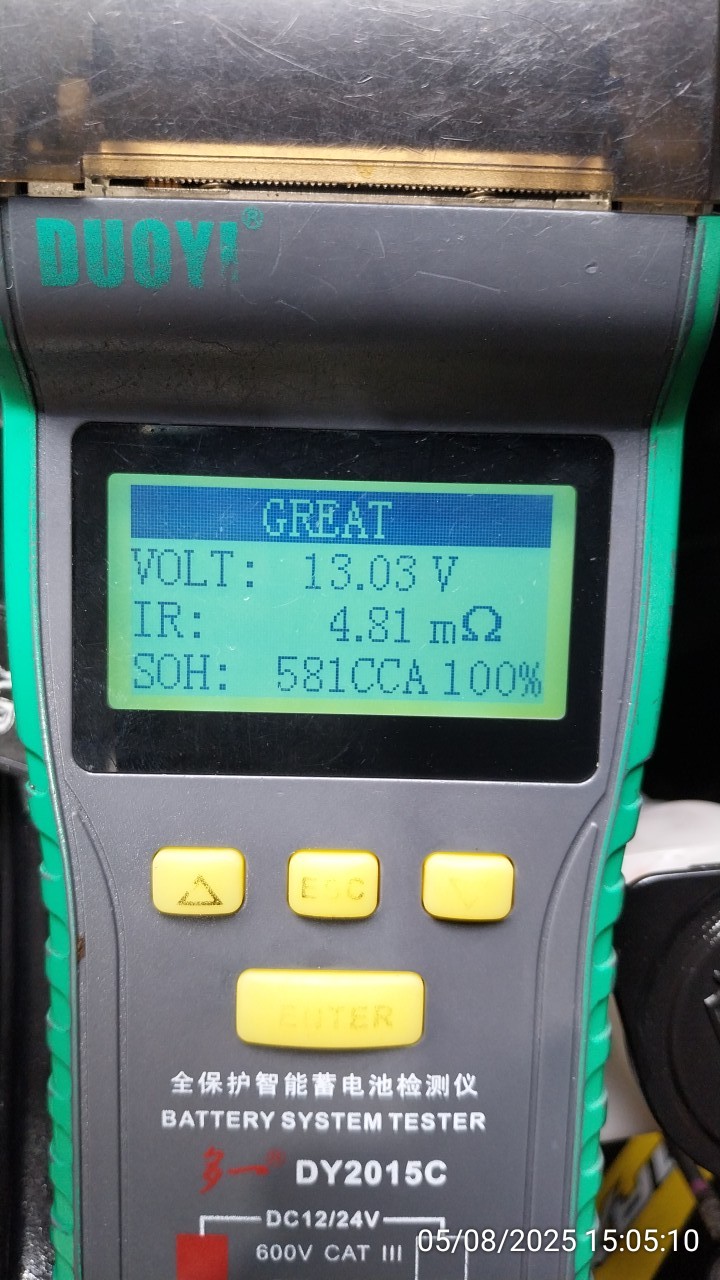 DUOYI®
GREAT
VOLT: 13.03 V
IR: 4.81 mΩ
SOH: 581CCA 100%
ESC
ENTER
全保护智能蓄电池检测仪
BATTERY SYSTEM TESTER
多一® DY2015C
DC12/24V
600V CAT III
05/08/2025 15:05:10